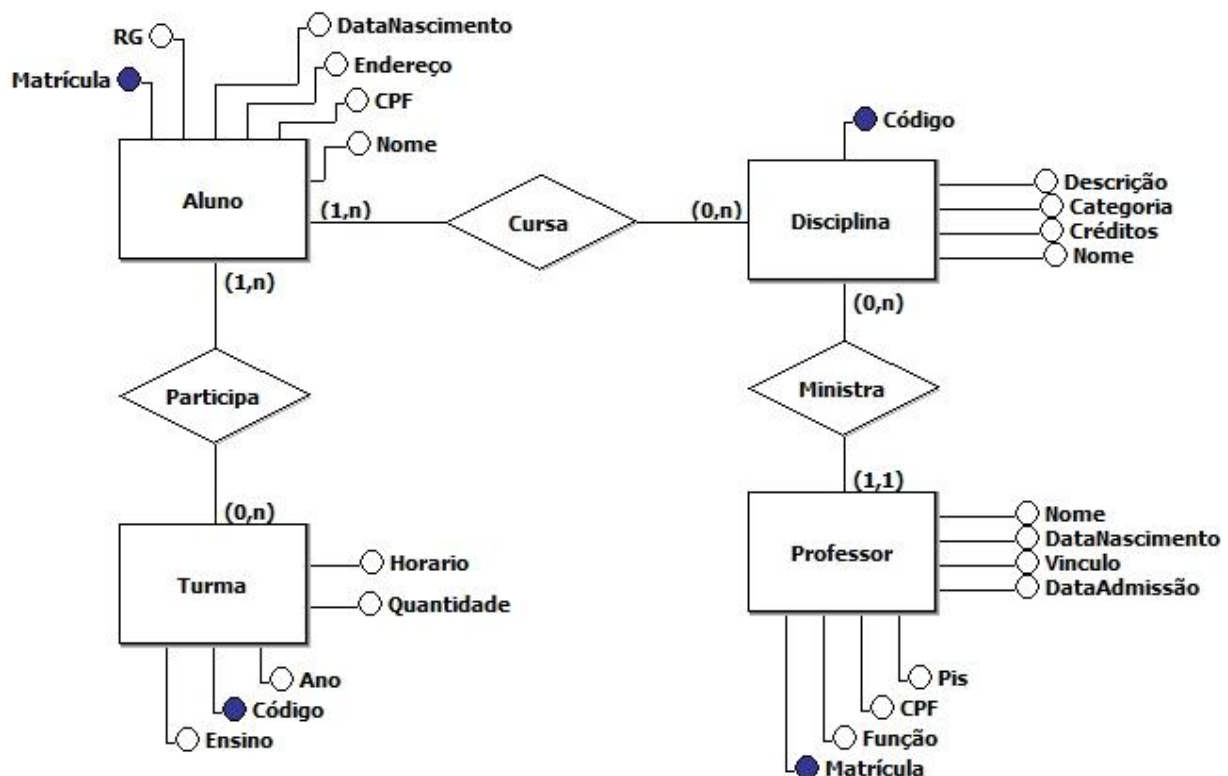 DataNascimento
RG
Endereço
Matrícula
CPF
Nome
Aluno
(1,n)
Cursa
(0,n)
Código
Disciplina
Descrição
Categoria
Créditos
Nome
(1,n)
(0,n)
Participa
Ministra
(0,n)
(1,1)
Turma
Horario
Quantidade
Ano
Código
Ensino
Professor
Nome
DataNascimento
Vinculo
DataAdmissão
Pis
CPF
Função
Matrícula